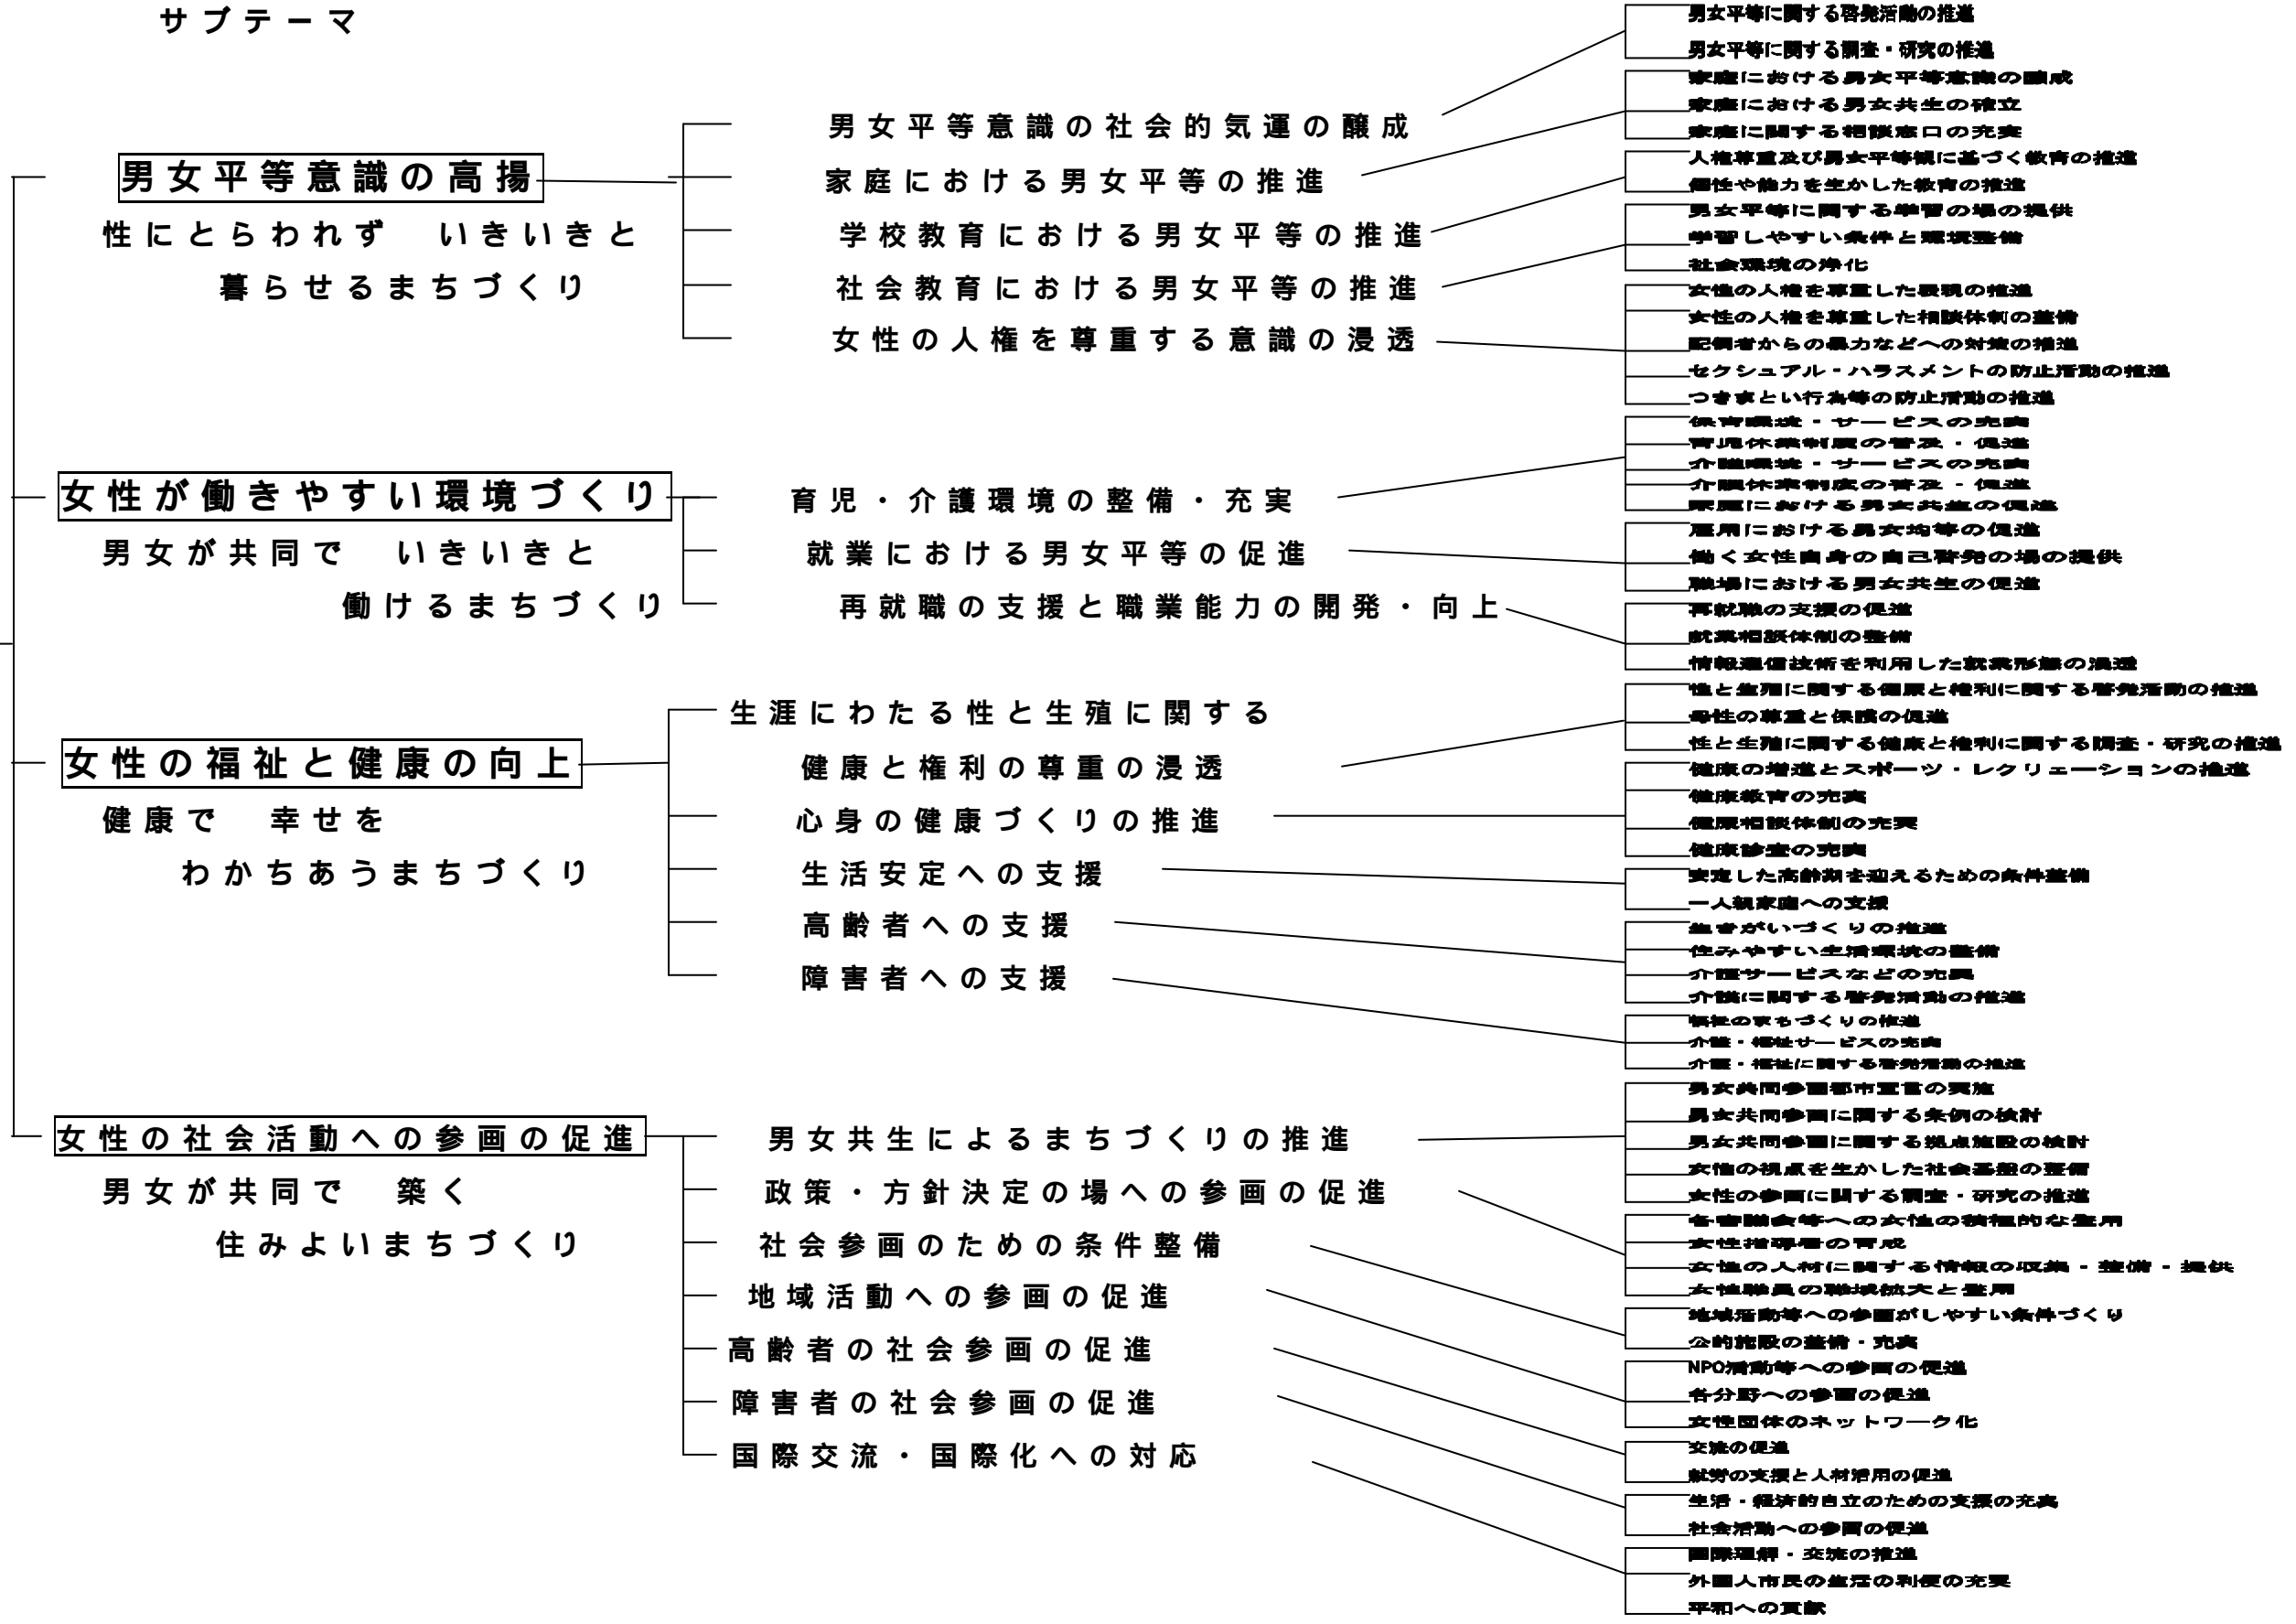 サブテーマ
男女平等意識の高揚
性にとらわれず いきいきと
暮らせるまちづくり
男女平等意識の社会的気運の醸成
家庭における男女平等の推進
学校教育における男女平等の推進
社会教育における男女平等の推進
女性の人権を尊重する意識の浸透
男女平等に関する啓発活動の推進
男女平等に関する調査・研究の推進
家庭における男女平等意識の醸成
家庭における男女共生の確立
家庭に関する相談窓口の充実
人権尊重及び男女平等観に基づく教育の推進
個性や能力を生かした教育の推進
男女平等に関する学習の場の提供
学習しやすい条件と環境整備
社会環境の浄化
女性の人権を尊重した表現の推進
女性の人権を尊重した相談体制の整備
配偶者からの暴力などへの対策の推進
セクシュアル・ハラスメントの防止活動の推進
つきまとい行為等の防止活動の推進
女性が働きやすい環境づくり
男女が共同で いきいきと
働けるまちづくり
育児・介護環境の整備・充実
就業における男女平等の促進
再就職の支援と職業能力の開発・向上
保育環境・サービスの充実
育児休業制度の普及・促進
介護環境・サービスの充実
介護休業制度の普及・促進
家庭における男女共生の促進
雇用における男女均等の促進
働く女性自身の自己啓発の場の提供
職場における男女共生の促進
再就職の支援の促進
就業相談体制の整備
情報通信技術を利用した就業形態の浸透
女性の福祉と健康の向上
健康で 幸せを
わかちあうまちづくり
生涯にわたる性と生殖に関する
健康と権利の尊重の浸透
心身の健康づくりの推進
生活安定への支援
高齢者への支援
障害者への支援
性と生殖に関する健康と権利に関する啓発活動の推進
母性の尊重と保護の促進
性と生殖に関する健康と権利に関する調査・研究の推進
健康の増進とスポーツ・レクリェーションの推進
健康教育の充実
健康相談体制の充実
健康診査の充実
安定した高齢期を迎えるための条件整備
一人親家庭への支援
生きがいづくりの推進
住みやすい生活環境の整備
介護サービスなどの充実
介護に関する啓発活動の推進
福祉のまちづくりの推進
介護・福祉サービスの充実
介護・福祉に関する啓発活動の推進
女性の社会活動への参画の促進
男女が共同で 築く
住みよいまちづくり
男女共生によるまちづくりの推進
政策・方針決定の場への参画の促進
社会参画のための条件整備
地域活動への参画の促進
高齢者の社会参画の促進
障害者の社会参画の促進
国際交流・国際化への対応
男女共同参画都市宣言の実施
男女共同参画に関する条例の検討
男女共同参画に関する拠点施設の検討
女性の視点を生かした社会基盤の整備
女性の参画に関する調査・研究の推進
各審議会等への女性の積極的な登用
女性指導者の育成
女性の人材に関する情報の収集・整備・提供
女性職員の職域拡大と登用
地域活動等への参画がしやすい条件づくり
公的施設の整備・充実
NPO活動等への参画の促進
各分野への参画の促進
女性団体のネットワーク化
交流の促進
就労の支援と人材活用の促進
生活・経済的自立のための支援の充実
社会活動への参画の促進
国際理解・交流の推進
外国人市民の生活の利便の充実
平和への貢献